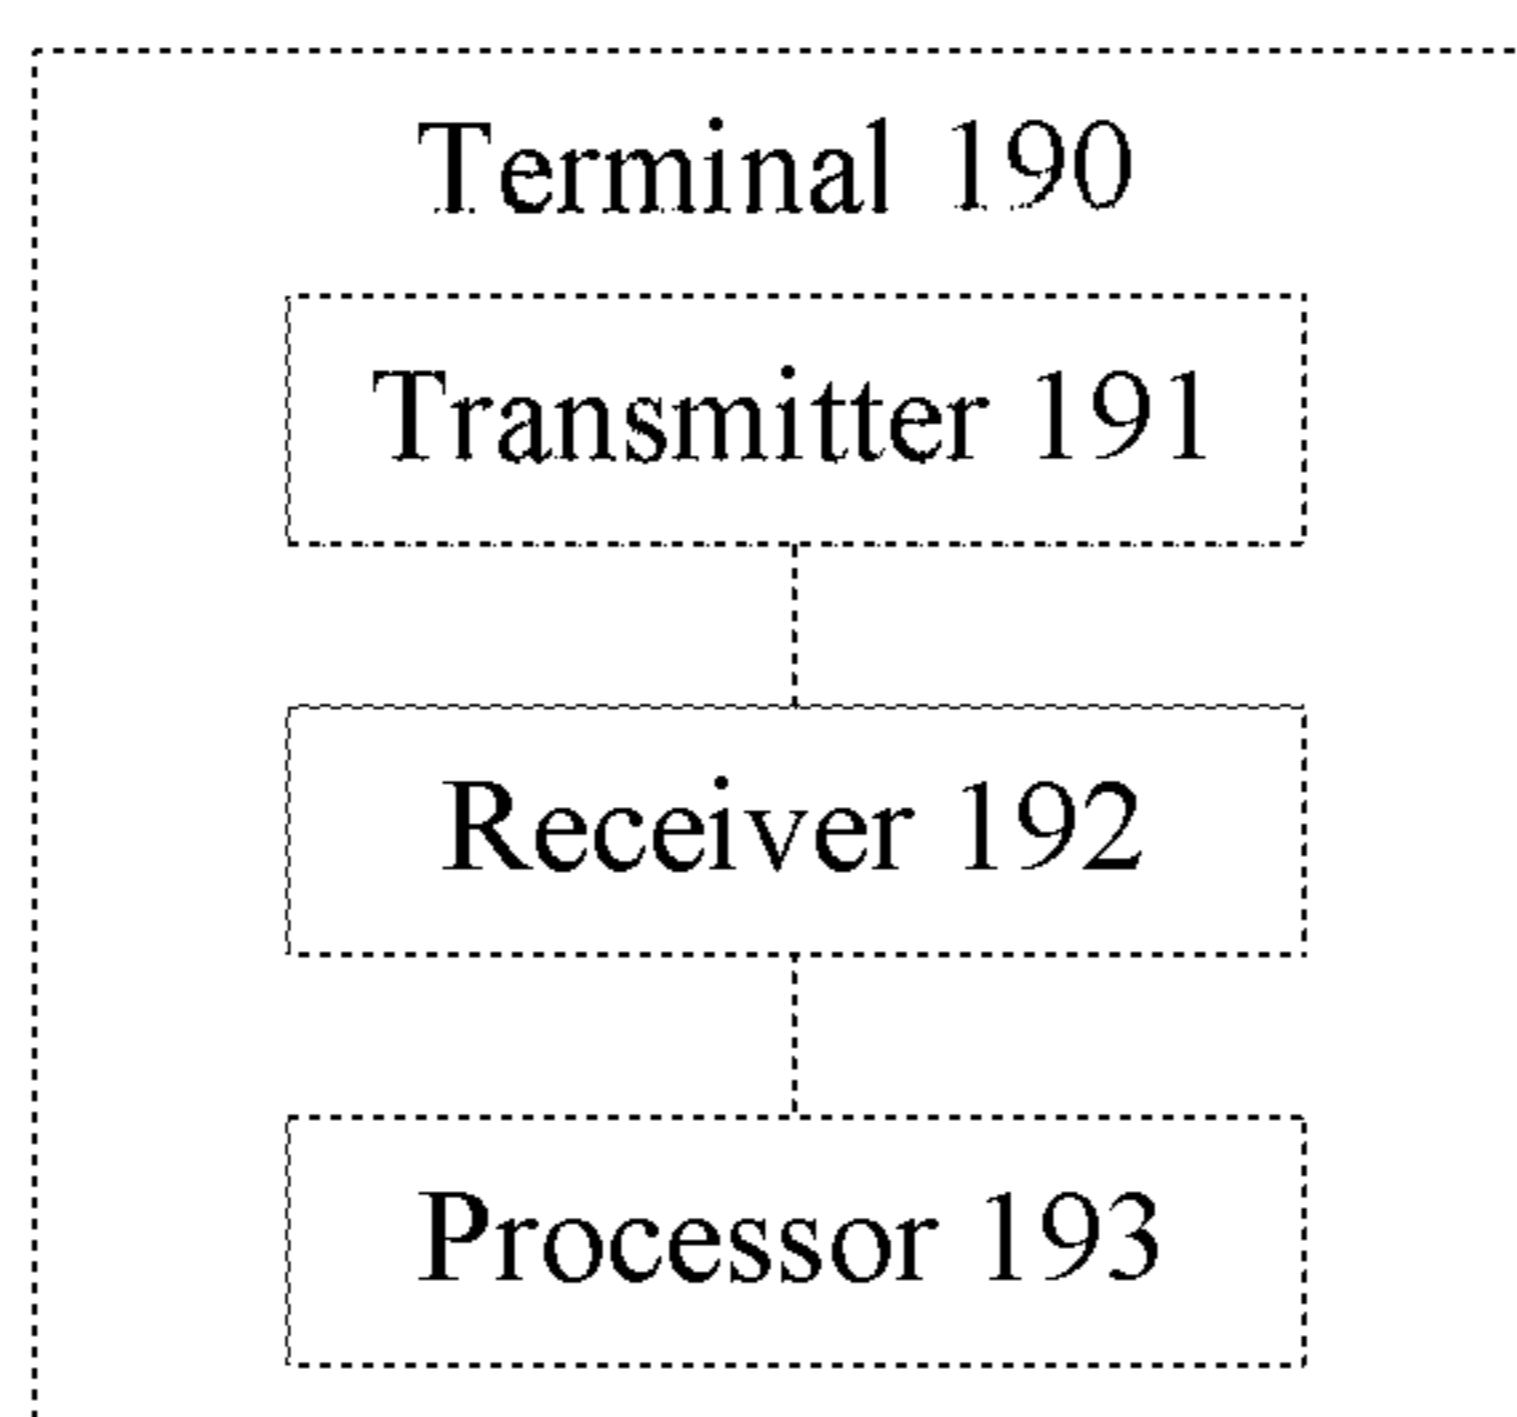 Terminal 190
Transmitter 191
Receiver 192
Processor 193